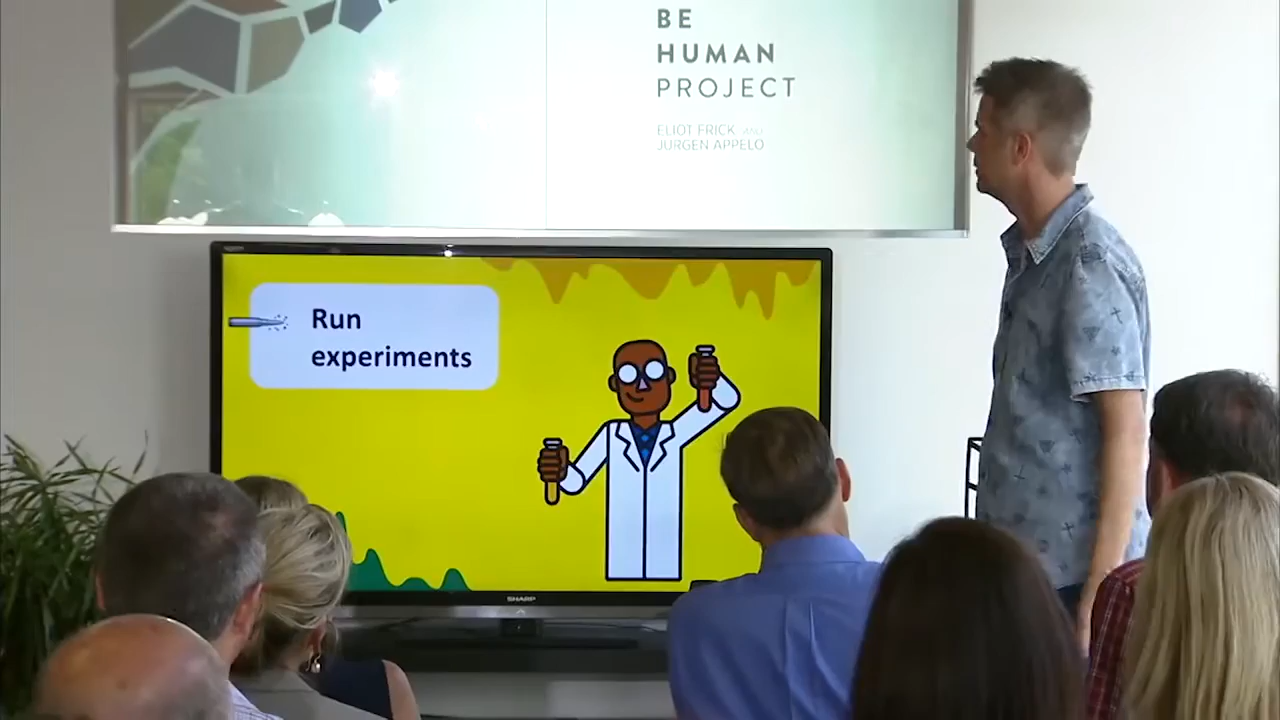 BE
HUMAN
PROJECT
ELIOT FRICK AND
JURGEN APPELO
Run
experiments
SHARP